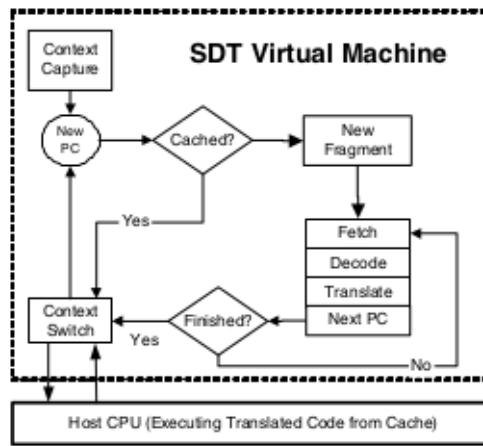 SDT Virtual Machine
Context
Capture
New
PC
Cached?
New
Fragment
Yes
Fetch
Decode
Translate
Next PC
Context
Switch
Yes
Finished?
No
Host CPU (Executing Translated Code from Cache)